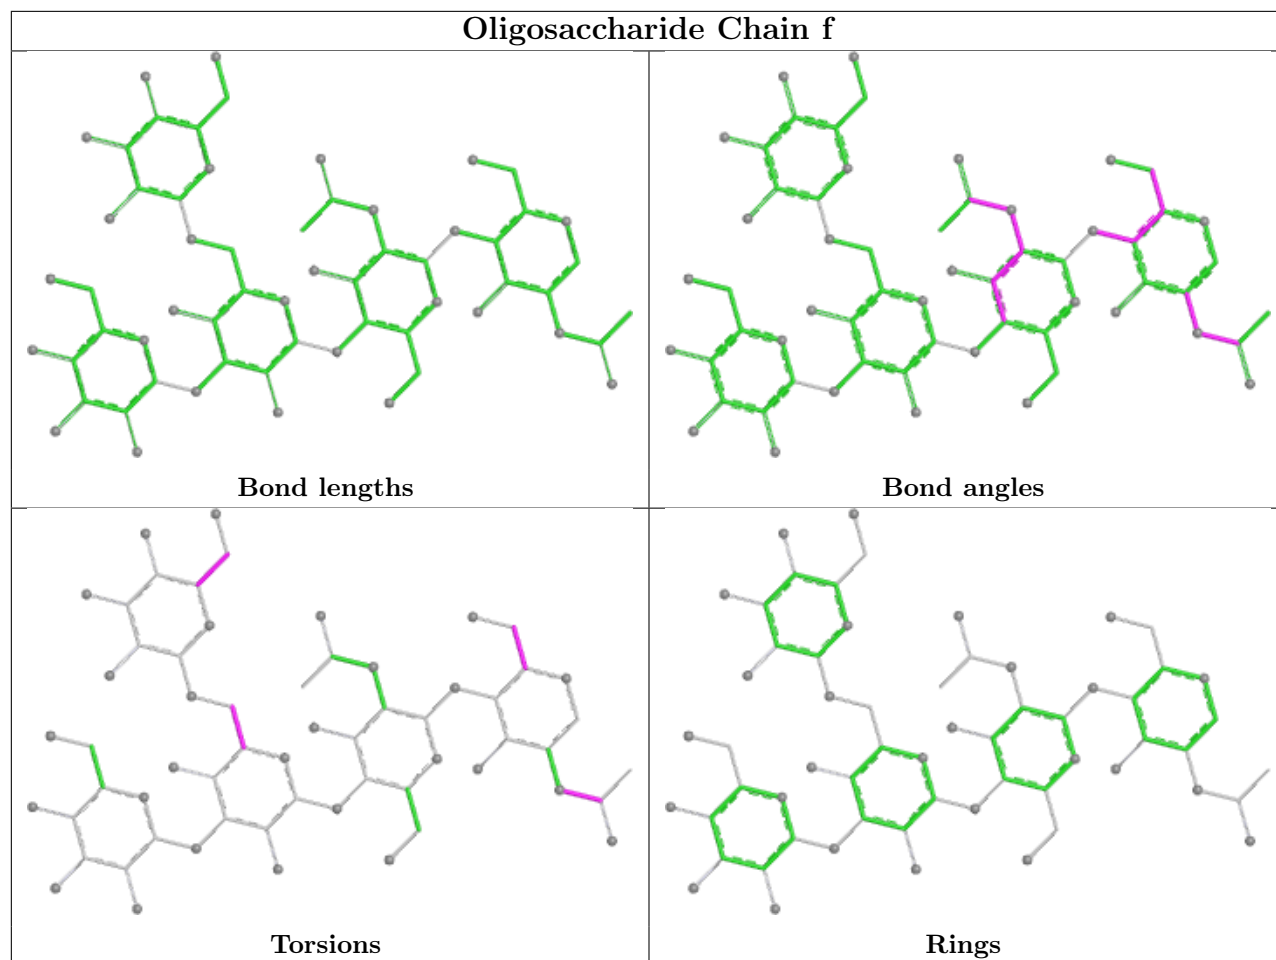 Oligosaccharide Chain f
Bond lengths
Bond angles
Torsions
Rings